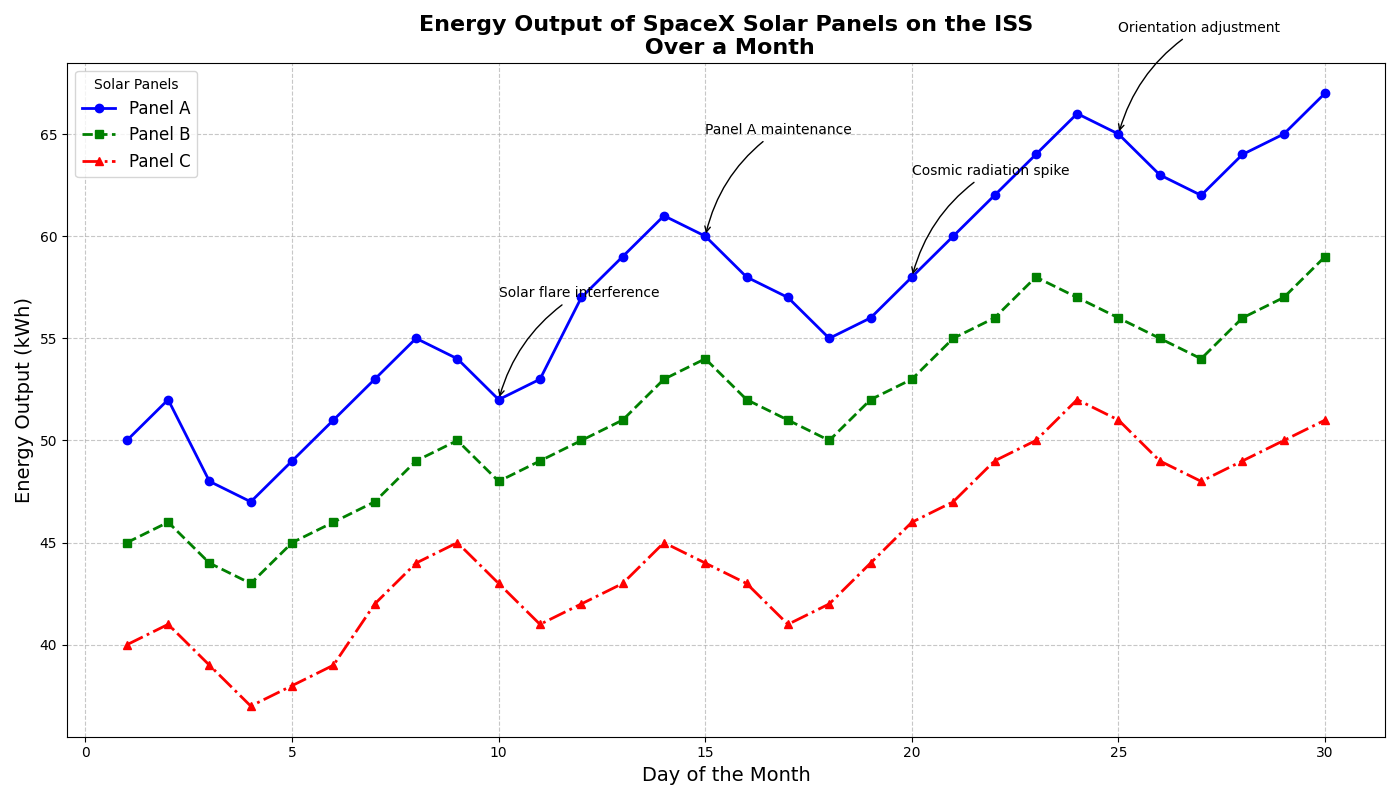 Energy Output of SpaceX Solar Panels on the ISS
Over a Month
Orientation adjustment
Solar Panels
Panel A
Panel B
Panel C
Panel A maintenance
Cosmic radiation spike
Solar flare interference
Energy Output (kWh)
65
60
55
50
45
40
0 5 10 15 20 25 30
Day of the Month